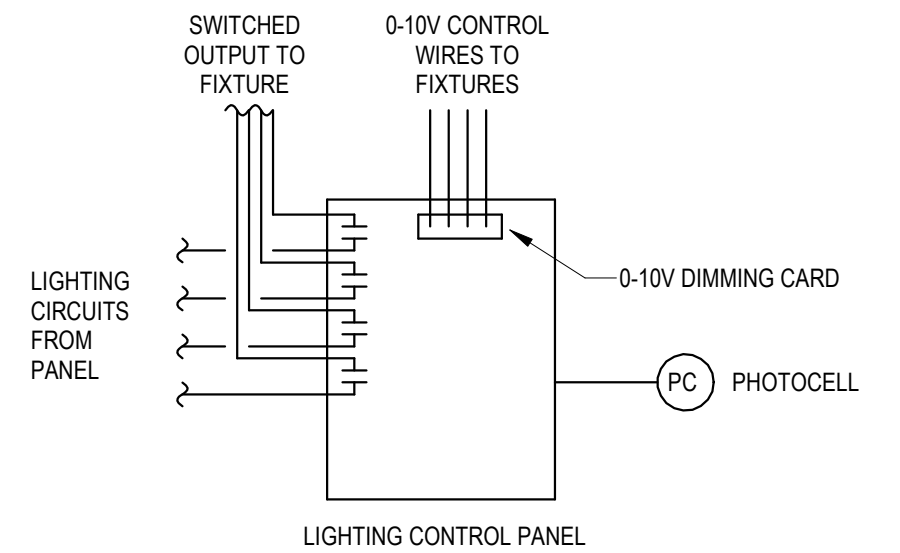 SWITCHED
OUTPUT TO
FIXTURE
0-10V CONTROL
WIRES TO
FIXTURES
LIGHTING
CIRCUITS
FROM
PANEL
0-10V DIMMING CARD
PC
PHOTOCELL
LIGHTING CONTROL PANEL